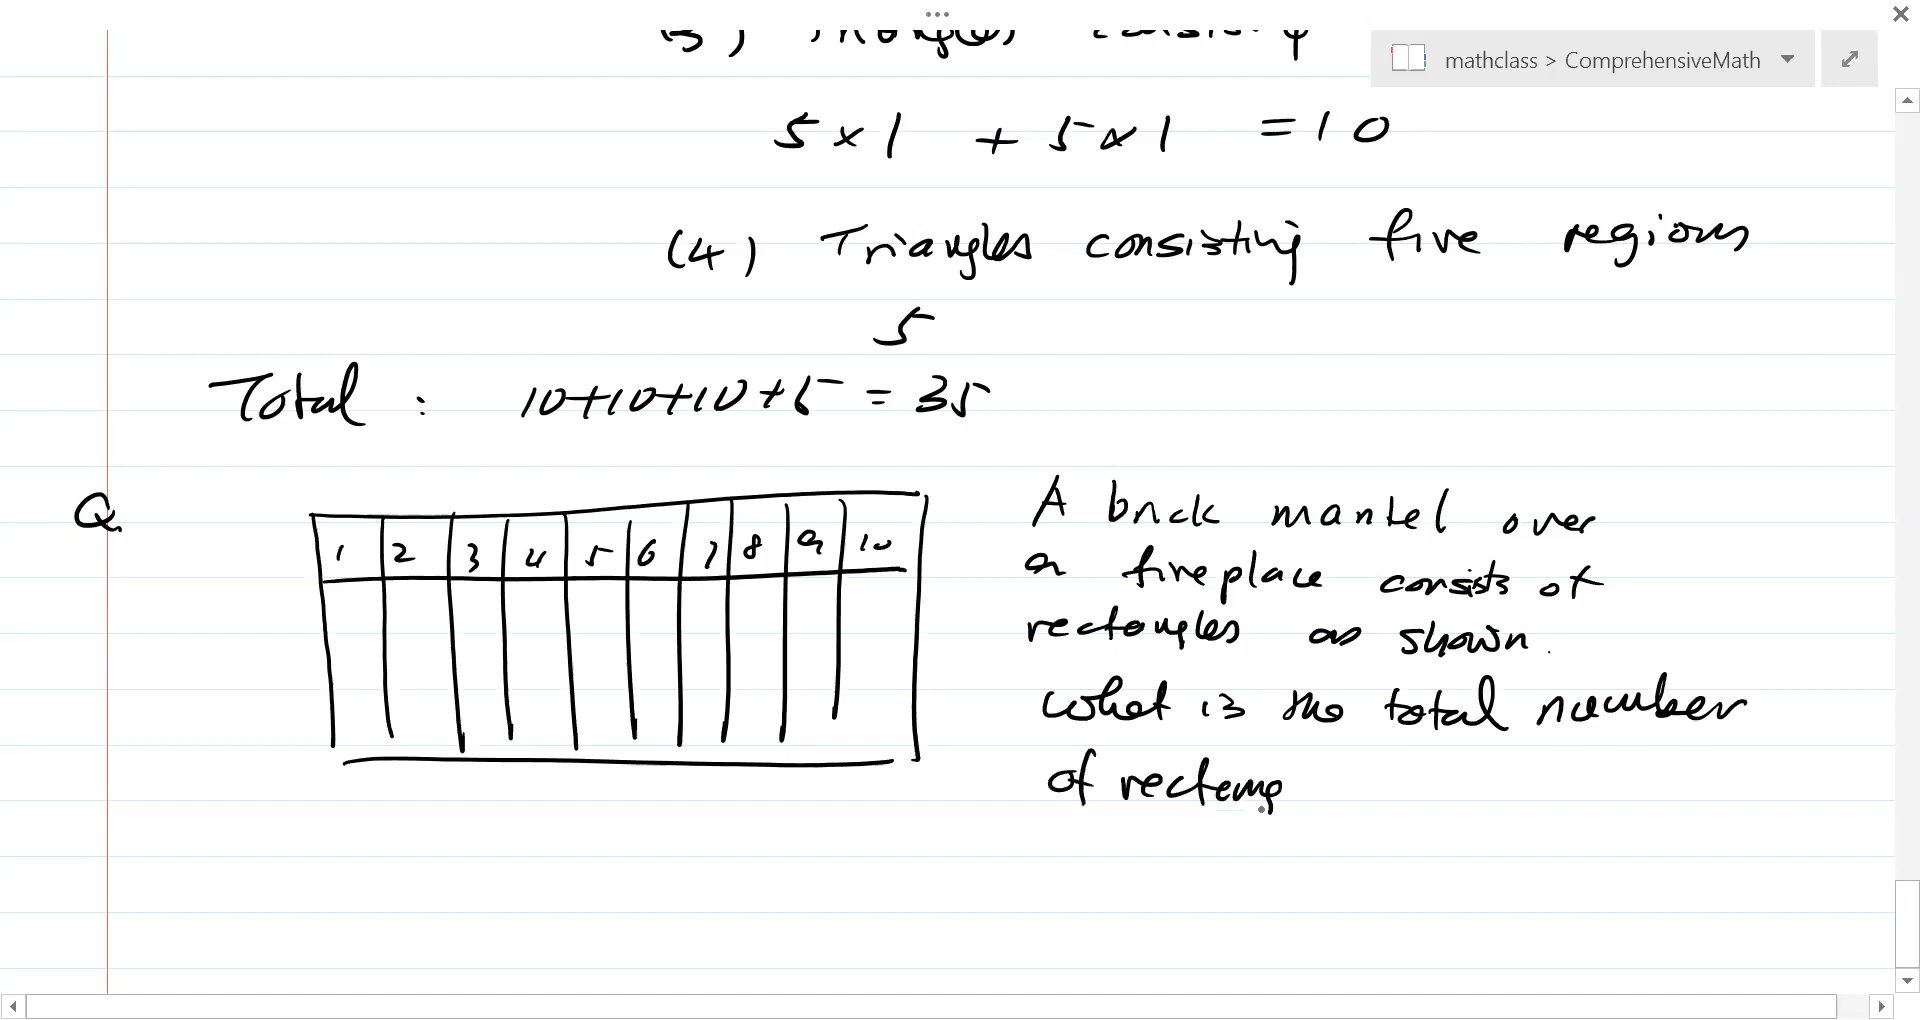 mathclass > ComprehensiveMath
5 x 1 + 5 x 1 = 10
(4) Triangles consisting five regions
5
Total : 10+10+10+5 = 35
Q.
1 2 3 4 5 6 7 8 9 10
A brick mantel over
a fireplace consists of
rectangles as shown.
what is the total number
of rectang